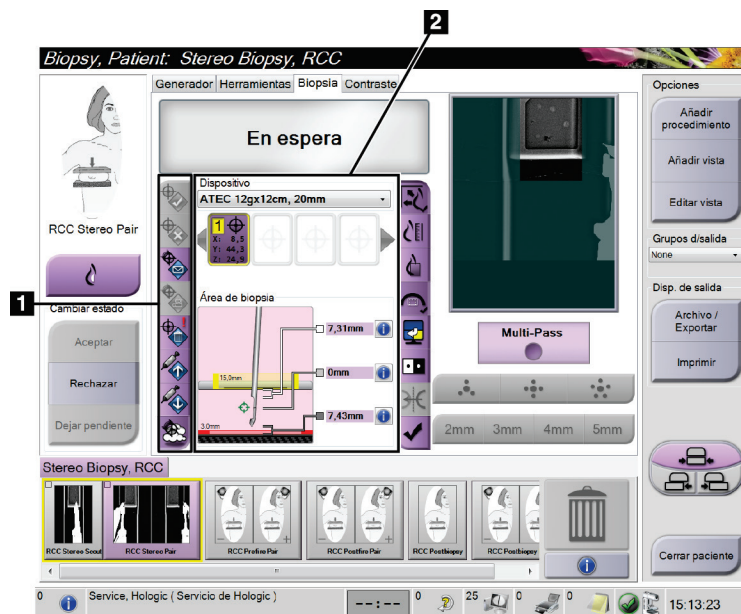 2
1
Biopsy, Patient: Stereo Biopsy, RCC
Generador Herramientas Biopsia Contraste
En espera
Dispositivo
ATEC 12gx12cm, 20mm
1
X: 8,5
Y: 44,3
Z: 24,9
Área de biopsia
7,31mm
15,0mm
0mm
3.0mm
7,43mm
RCC Stereo Pair
Cambiar estado
Aceptar
Rechazar
Dejar pendiente
Multi-Pass
2mm 3mm 4mm 5mm
Opciones
Añadir
procedimiento
Añadir vista
Editar vista
Grupos d/salida
None
Disp. de salida
Archivo /
Exportar
Imprimir
Cerrar paciente
Stereo Biopsy, RCC
RCC Stereo Scout
RCC Stereo Pair
RCC Prefire Pair
RCC Postfire Pair
RCC Postbiopsy
RCC Postbiopsy
0 Service, Hologic ( Servicio de Hologic ) --:-- 0 25 0 0 15:13:23